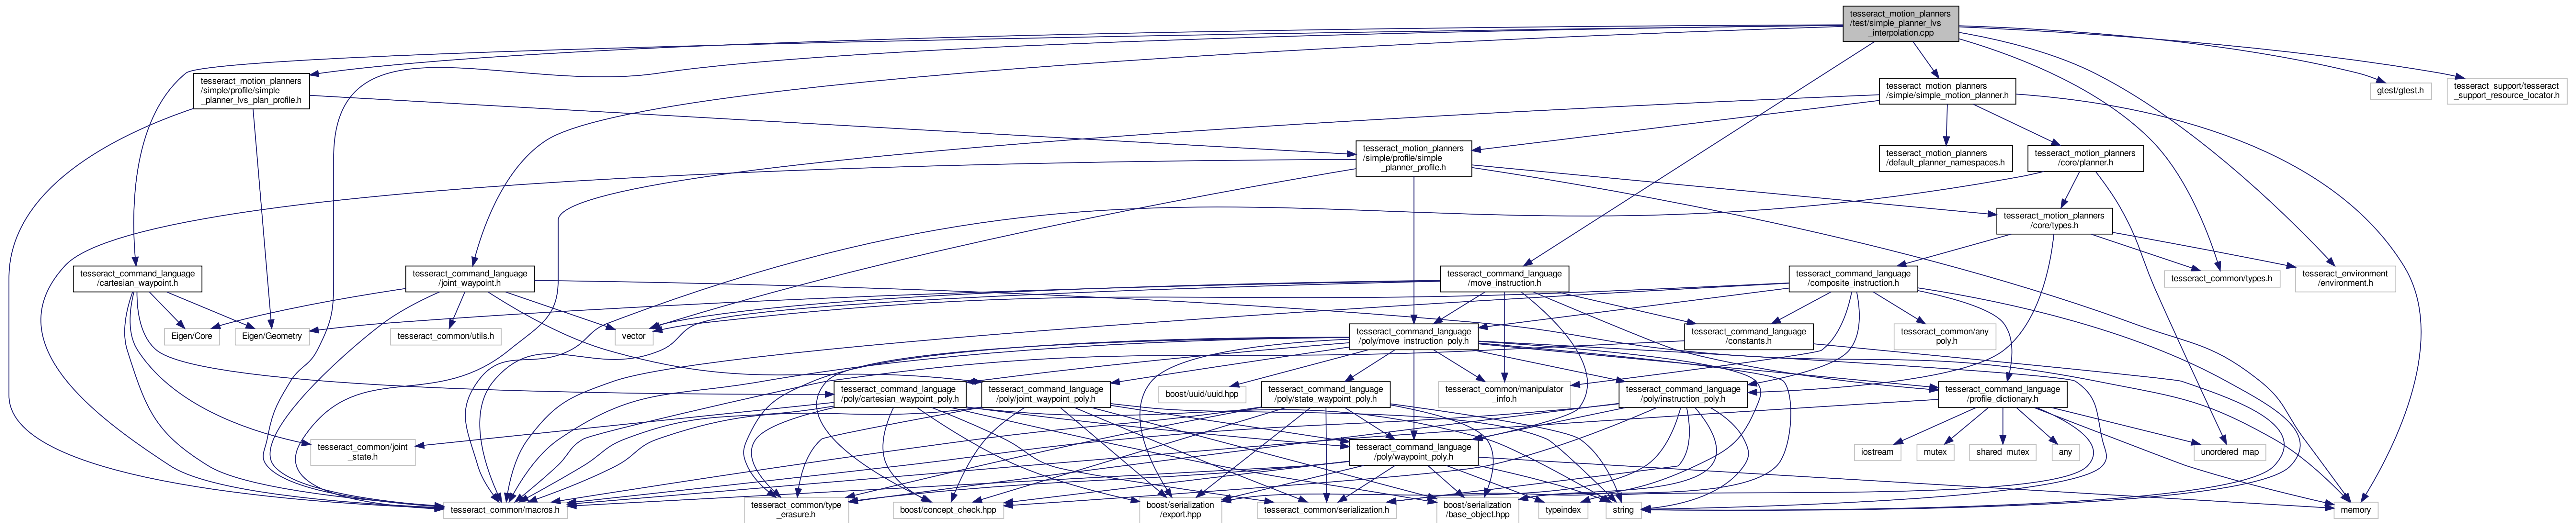 tesseract_motion_planners
/test/simple_planner_lvs
_interpolation.cpp
tesseract_motion_planners
/simple/profile/simple
_planner_lvs_plan_profile.h
tesseract_motion_planners
/simple/simple_motion_planner.h
gtest/gtest.h
tesseract_support/tesseract
_support_resource_locator.h
tesseract_motion_planners
/simple/profile/simple
_planner_profile.h
tesseract_motion_planners
/default_planner_namespaces.h
tesseract_motion_planners
/core/planner.h
tesseract_motion_planners
/core/types.h
tesseract_command_language
/cartesian_waypoint.h
tesseract_command_language
/joint_waypoint.h
tesseract_command_language
/move_instruction.h
tesseract_command_language
/composite_instruction.h
tesseract_common/types.h
tesseract_environment
/environment.h
Eigen/Core
Eigen/Geometry
tesseract_common/utils.h
vector
tesseract_command_language
/poly/move_instruction_poly.h
tesseract_command_language
/constants.h
tesseract_common/any
_poly.h
tesseract_command_language
/poly/cartesian_waypoint_poly.h
tesseract_command_language
/poly/joint_waypoint_poly.h
boost/uuid/uuid.hpp
tesseract_command_language
/poly/state_waypoint_poly.h
tesseract_common/manipulator
_info.h
tesseract_command_language
/poly/instruction_poly.h
tesseract_command_language
/profile_dictionary.h
tesseract_common/joint
_state.h
tesseract_command_language
/poly/waypoint_poly.h
iostream
mutex
shared_mutex
any
unordered_map
tesseract_common/macros.h
tesseract_common/type
_erasure.h
boost/concept_check.hpp
boost/serialization
/export.hpp
tesseract_common/serialization.h
boost/serialization
/base_object.hpp
typeindex
string
memory